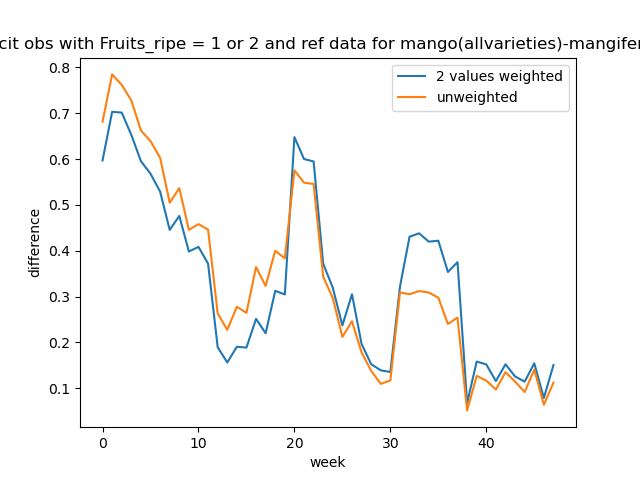 cit obs with Fruits_ripe = 1 or 2 and ref data for mango(allvarieties)-mangifer
2 values weighted
unweighted
0.8
0.7
0.6
0.5
0.4
0.3
0.2
0.1
difference
0 10 20 30 40
week